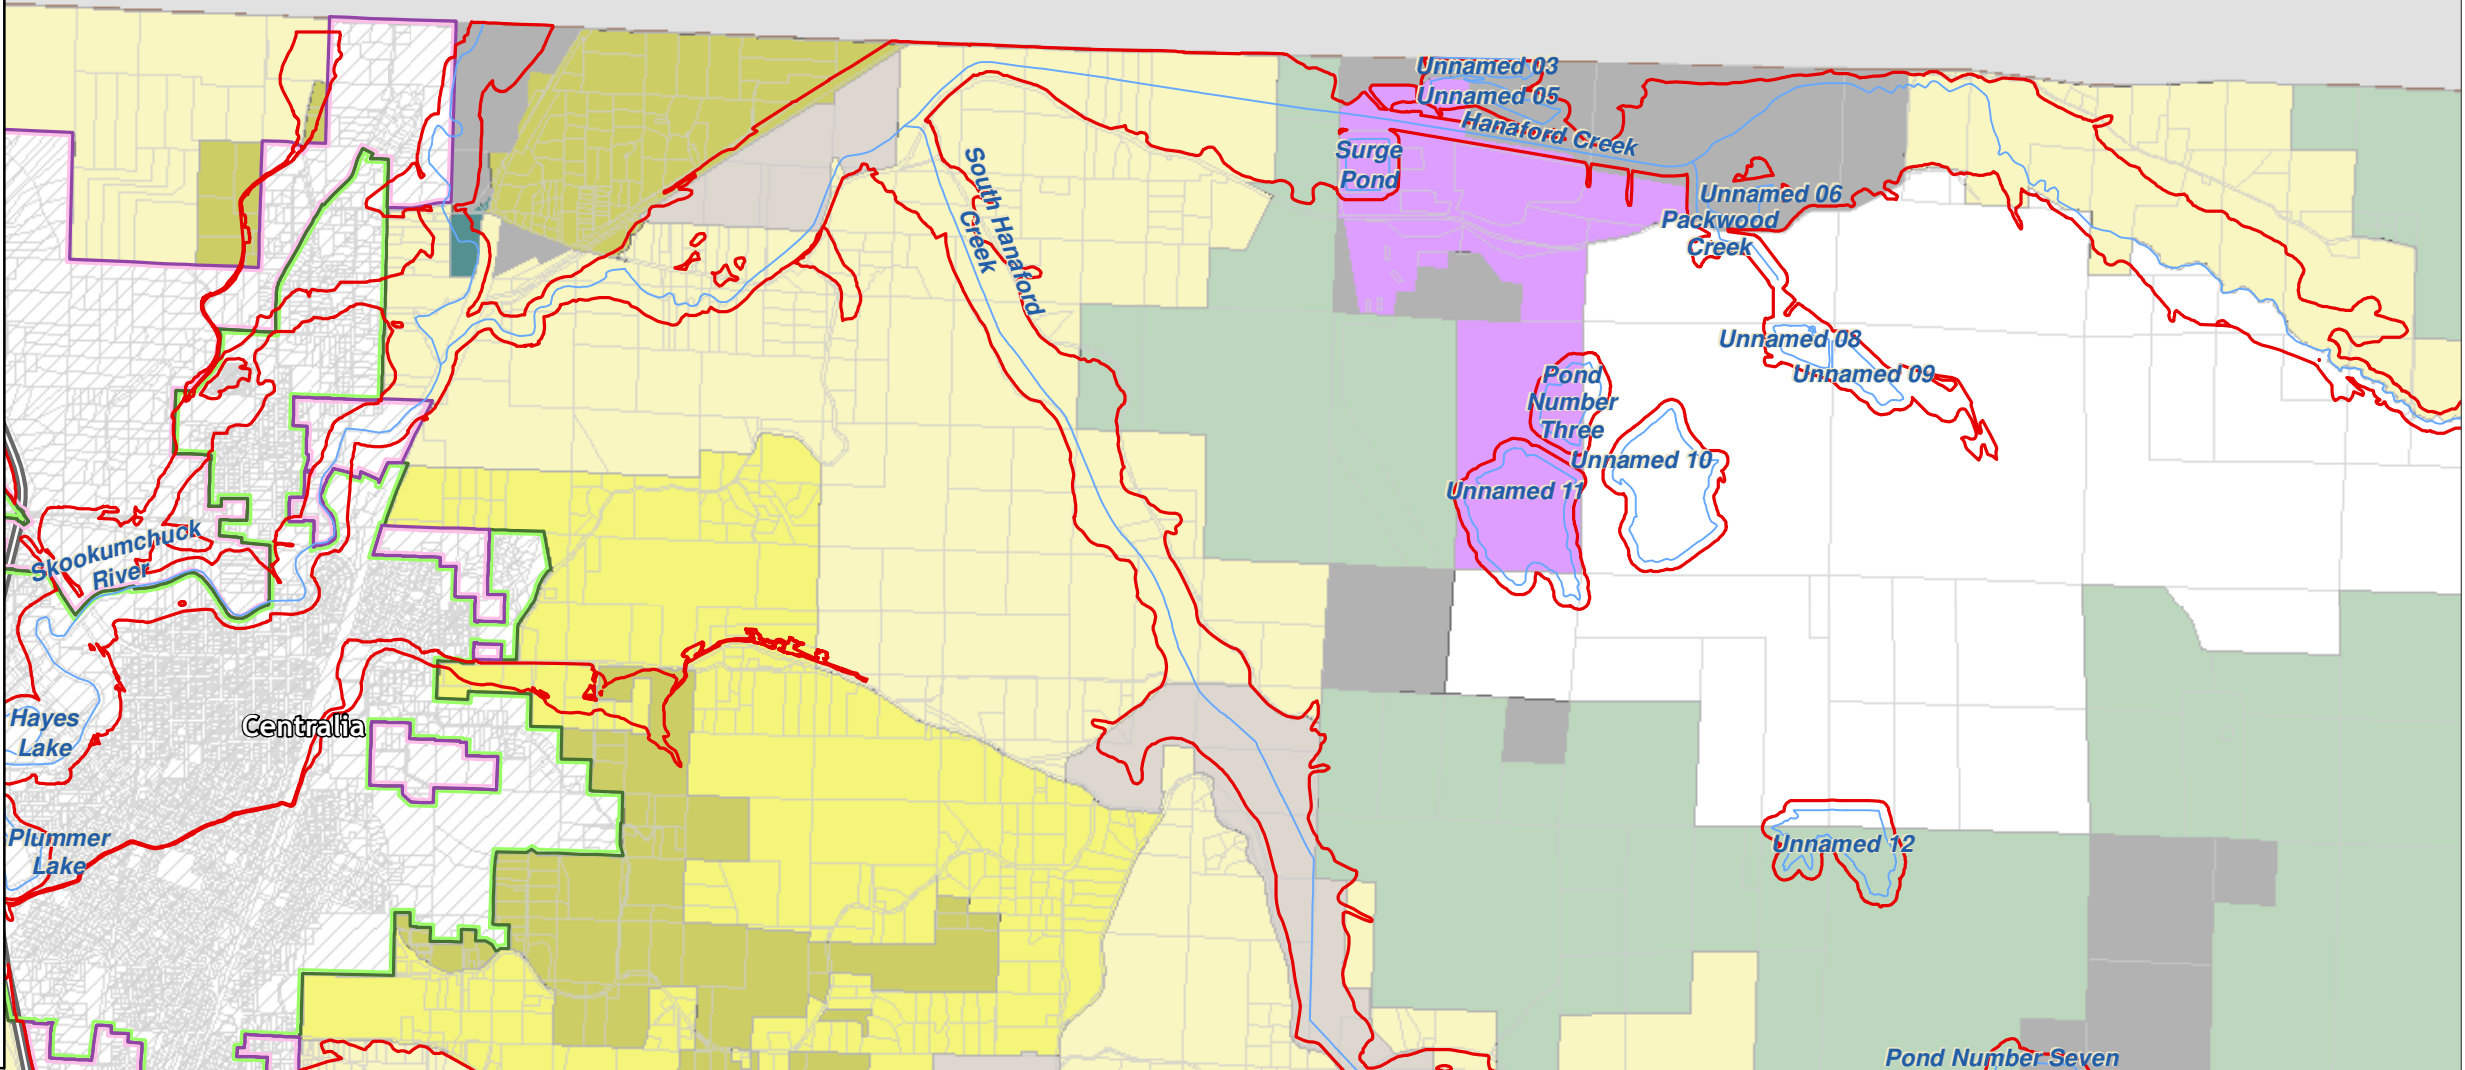 Unnamed 03
Unnamed 05
Hanaford Creek
Surge
Pond
South Hanaford
Creek
Unnamed 06
Packwood
Creek
Unnamed 08
Unnamed 09
Pond
Number
Three
Unnamed 10
Unnamed 11
Skookumchuck
River
Hayes
Lake
Centralia
Plummer
Lake
Unnamed 12
Pond Number Seven